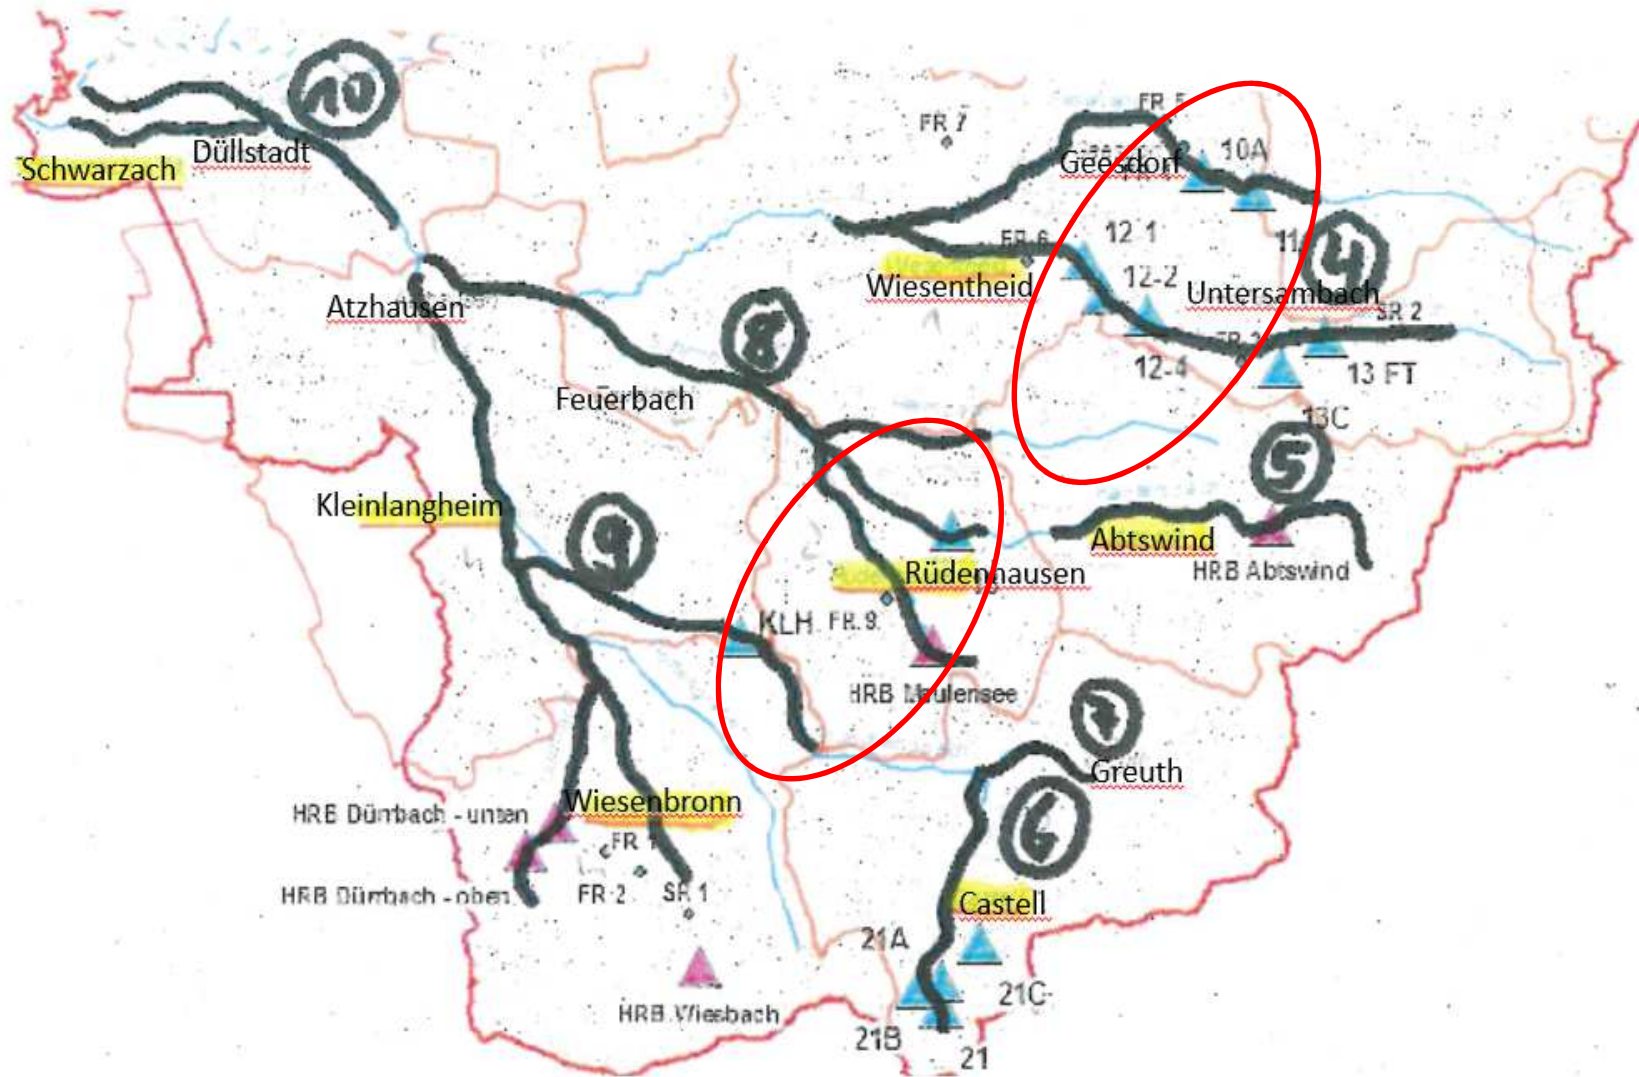 10
FR 5
FR 7
Düllstadt
10A
Schwarzach
Geesdorf
12-1
FR 6
4
12-2
Wiesentheid
Untersambach
Atzhausen
SR 2
8
12-4
13 FT
Feuerbach
13C
5
Kleinlangheim
Abtswind
9
Rüdenhausen
HRB Abtswind
KLH
FR 9
HRB Maulensee
7
Greuth
Wiesenbronn
HRB Dürrbach - unten
6
FR 1
HRB Dürrbach - oben
FR 2
SR 1
Castell
21A
21C
HRB Wiesbach
21B
21